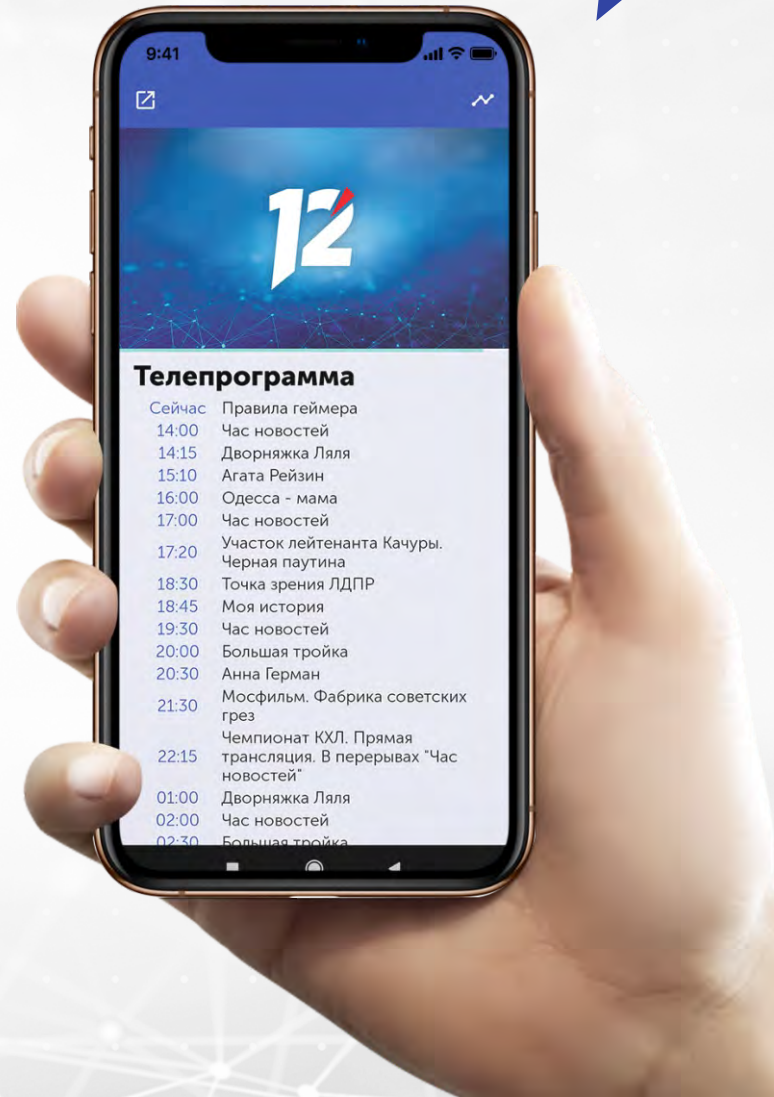 9:41
12
Телепрограмма
Сейчас Правила геймера
14:00 Час новостей
14:15 Дворняжка Ляля
15:10 Агата Рейзин
16:00 Одесса - мама
17:00 Час новостей
17:20 Участок лейтенанта Качуры.
Черная паутина
18:30 Точка зрения ЛДПР
18:45 Моя история
19:30 Час новостей
20:00 Большая тройка
20:30 Анна Герман
21:30 Мосфильм. Фабрика советских
грез
Чемпионат КХЛ. Прямая
22:15 трансляция. В перерывах "Час
новостей"
01:00 Дворняжка Ляля
02:00 Час новостей
02:30 Большая тройка